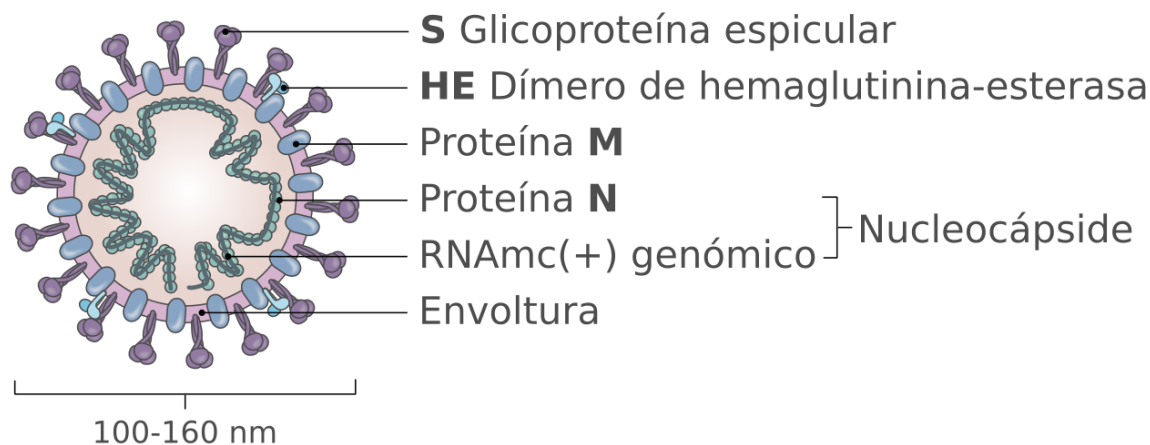 S Glicoproteína espicular
HE Dímero de hemaglutinina-esterasa
Proteína M
Proteína N
RNAmc(+) genómico
Nucleocápside
Envoltura
100-160 nm